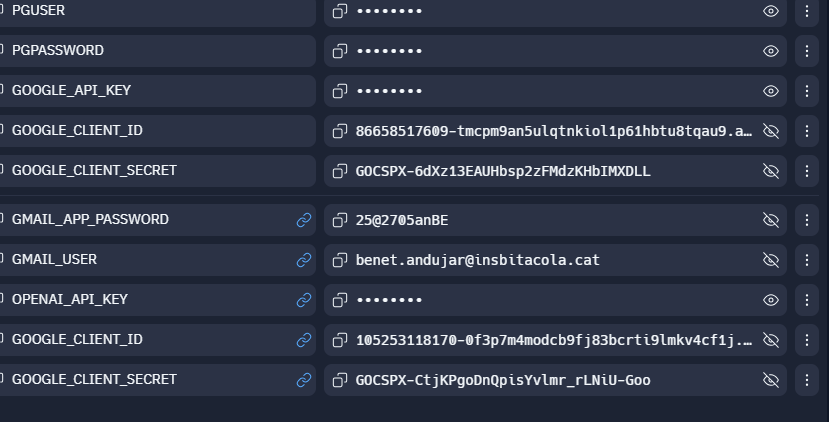 PGUSER ••••••••
PGPASSWORD ••••••••
GOOGLE_API_KEY ••••••••
GOOGLE_CLIENT_ID 86658517609-tmcpm9an5ulqtnkiol1p61hbtu8tqau9.a…
GOOGLE_CLIENT_SECRET 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
GMAIL_APP_PASSWORD 25@2705anBE
GMAIL_USER benet.andujar@insbitacola.cat
OPENAI_API_KEY ••••••••
GOOGLE_CLIENT_ID 105253118170-0f3p7m4modcb9fj83bcrti9lmkv4cf1j.…
GOOGLE_CLIENT_SECRET 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